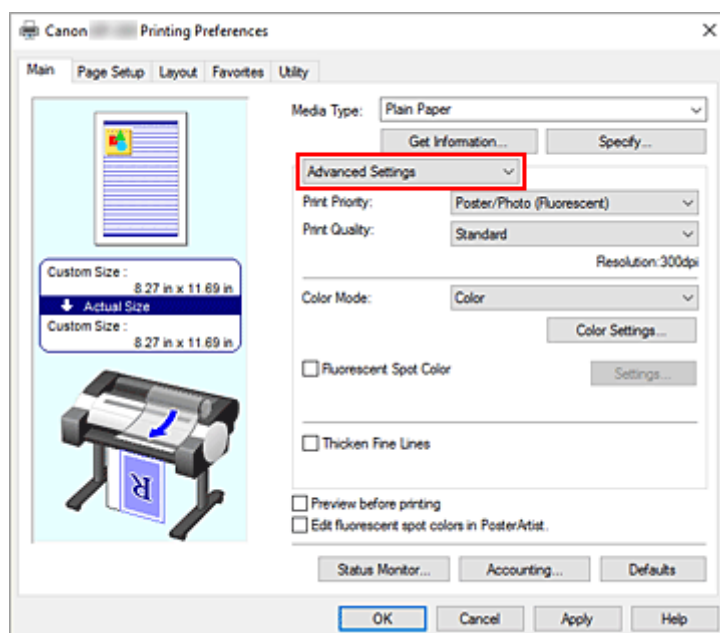 Canon Printing Preferences
Main Page Setup Layout Favorites Utility
Media Type: Plain Paper
Get Information... Specify...
Advanced Settings
Print Priority: Poster/Photo (Fluorescent)
Print Quality: Standard
Resolution:300dpi
Custom Size :
8.27 in x 11.69 in
Actual Size
Custom Size :
8.27 in x 11.69 in
Color Mode: Color
Color Settings...
Fluorescent Spot Color Settings...
Thicken Fine Lines
R
Preview before printing
Edit fluorescent spot colors in PosterArtist.
Status Monitor... Accounting... Defaults
OK Cancel Apply Help